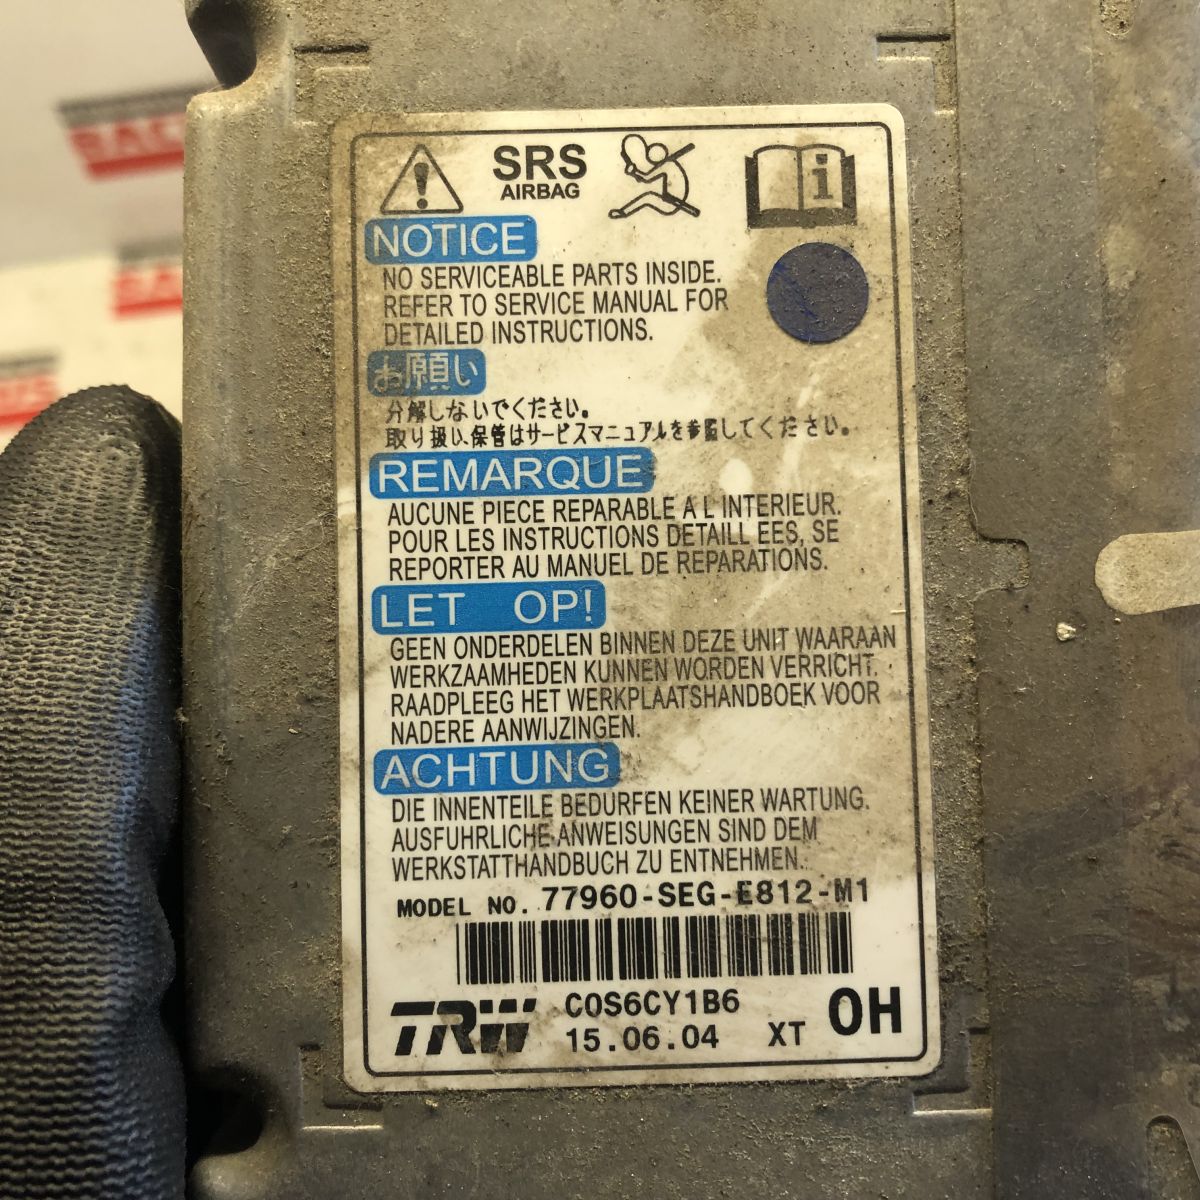 SRS
AIRBAG
NOTICE
NO SERVICEABLE PARTS INSIDE.
REFER TO SERVICE MANUAL FOR
DETAILED INSTRUCTIONS.
お願い
分解しないでください。
取り扱い、保管はサービスマニュアルを参照してください。
REMARQUE
AUCUNE PIECE REPARABLE A L INTERIEUR.
POUR LES INSTRUCTIONS DETAILL EES, SE
REPORTER AU MANUEL DE REPARATIONS.
LET OP!
GEEN ONDERDELEN BINNEN DEZE UNIT WAARAAN
WERKZAAMHEDEN KUNNEN WORDEN VERRICHT.
RAADPLEEG HET WERKPLAATSHANDBOEK VOOR
NADERE AANWIJZINGEN.
ACHTUNG
DIE INNENTEILE BEDURFEN KEINER WARTUNG.
AUSFUHRLICHE ANWEISUNGEN SIND DEM
WERKSTATTHANDBUCH ZU ENTNEHMEN.
MODEL NO. 77960-SEG-E812-M1
TRW C0S6CY1B6
15.06.04 XT 0H